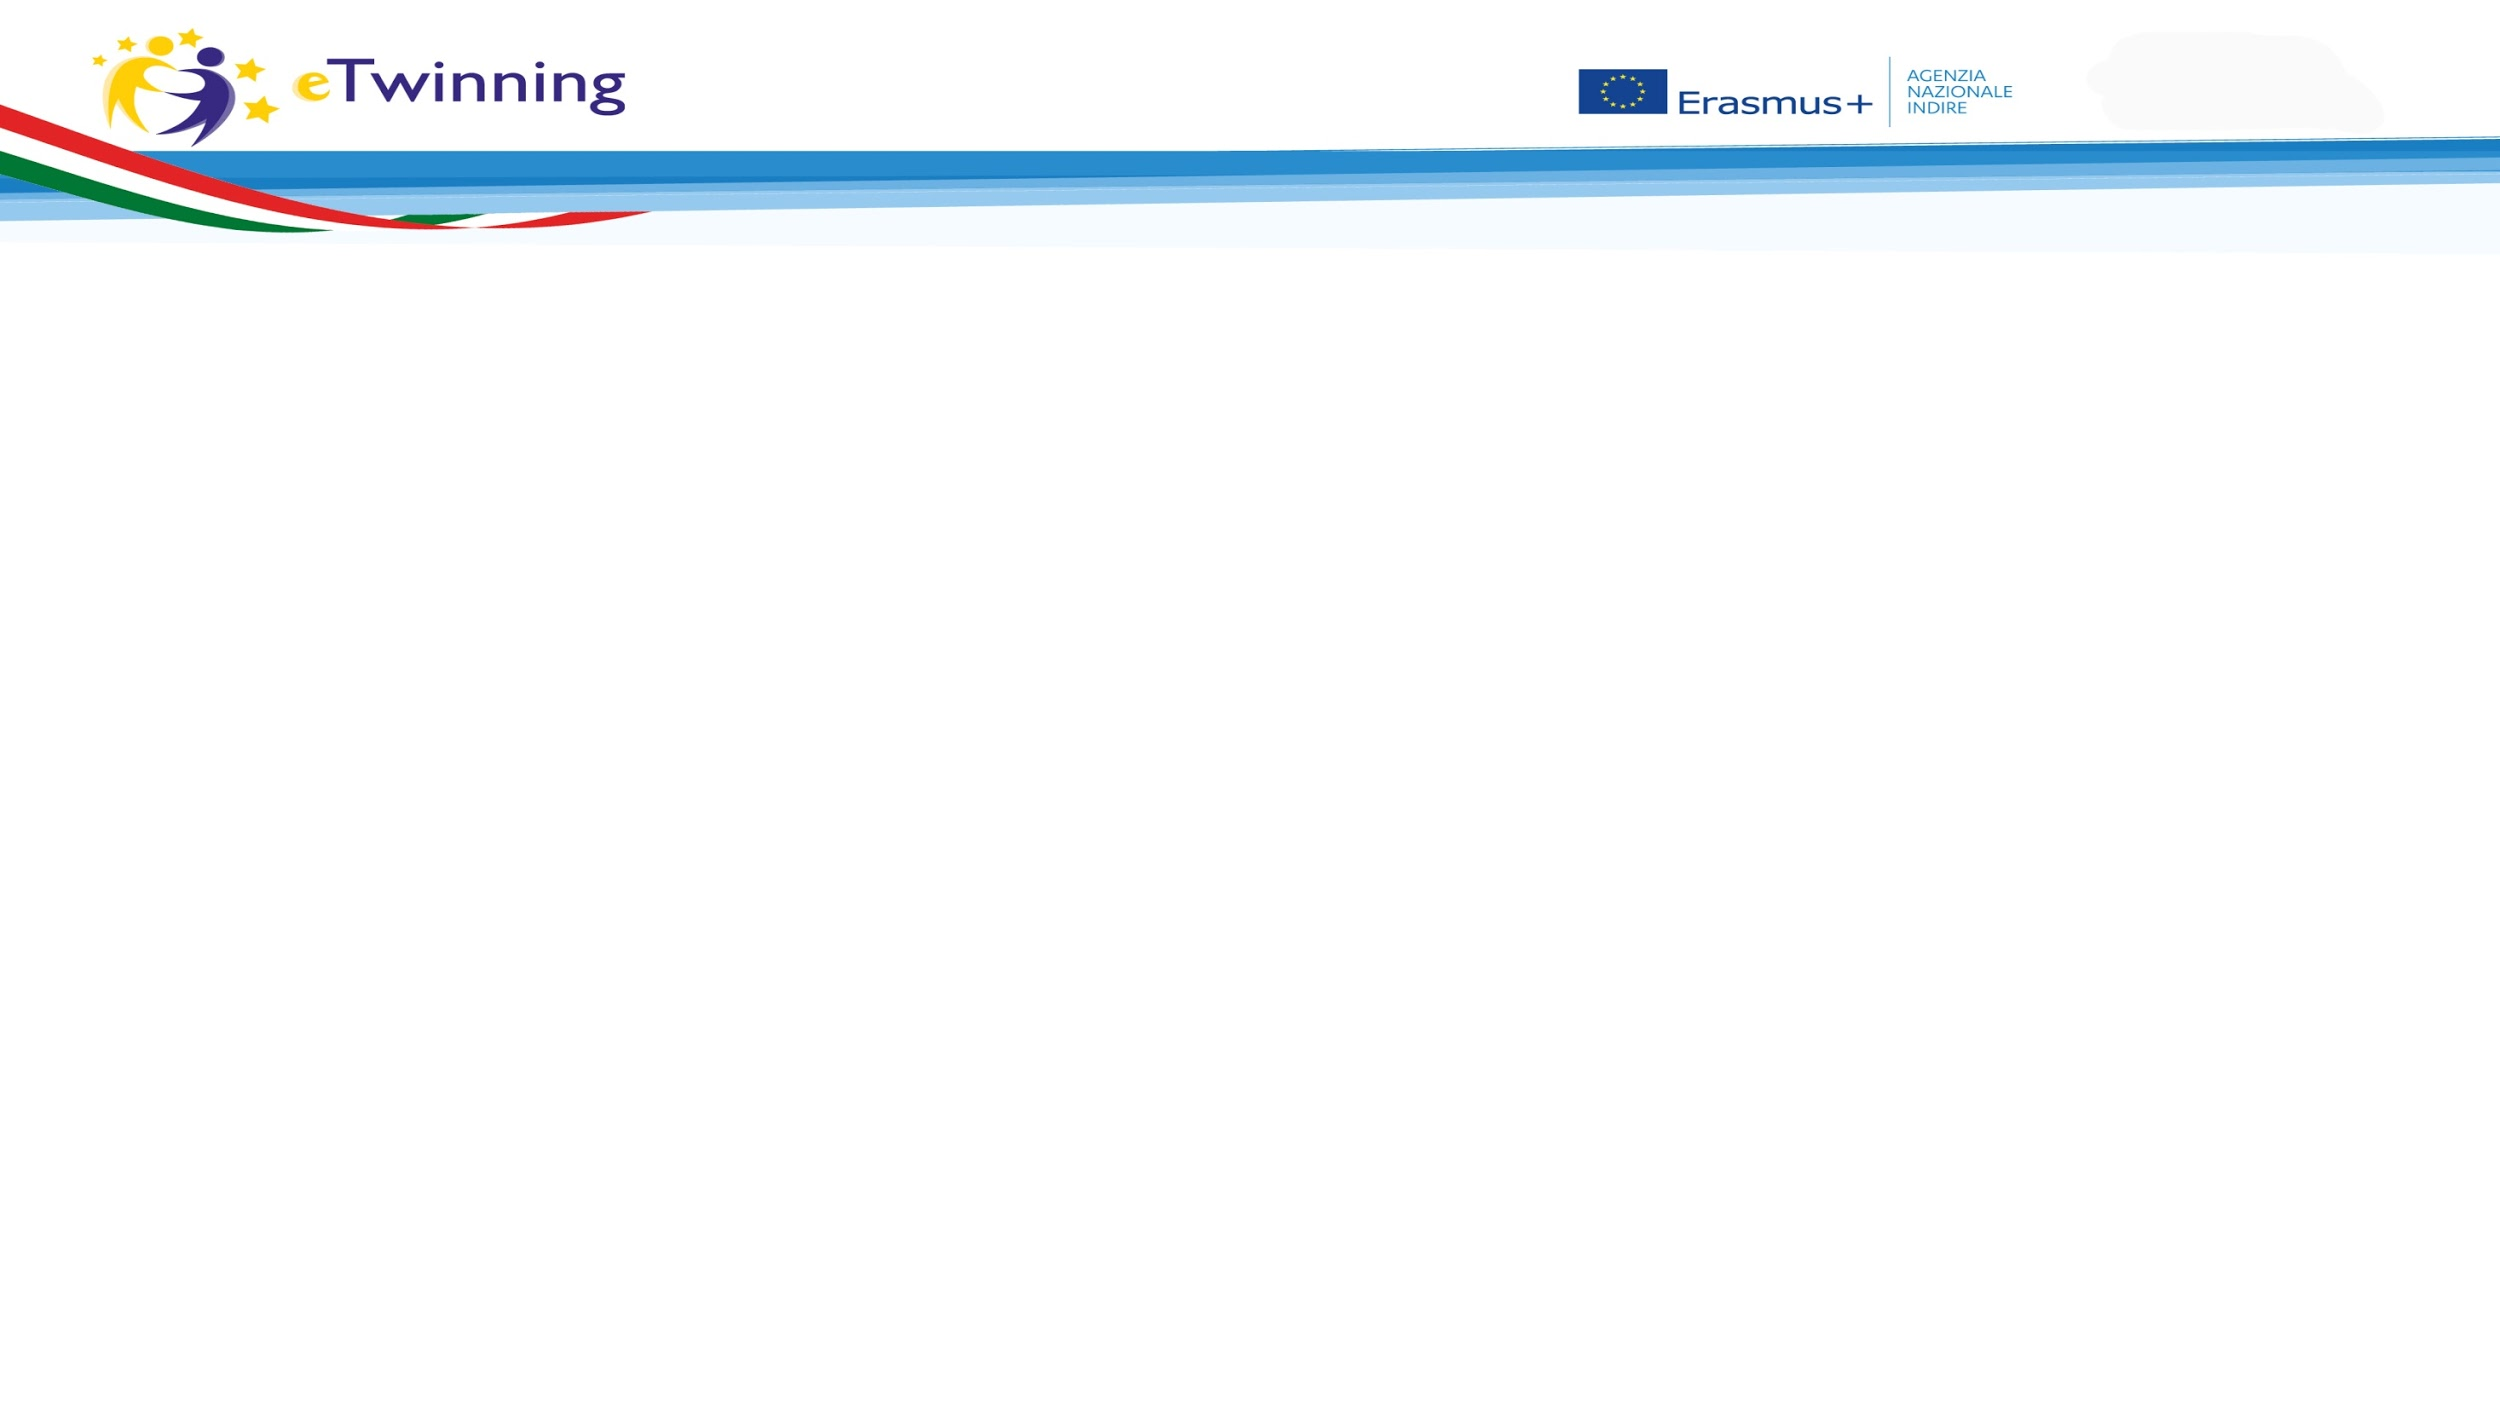 eTwinning
Erasmus+
AGENZIA
NAZIONALE
INDIRE